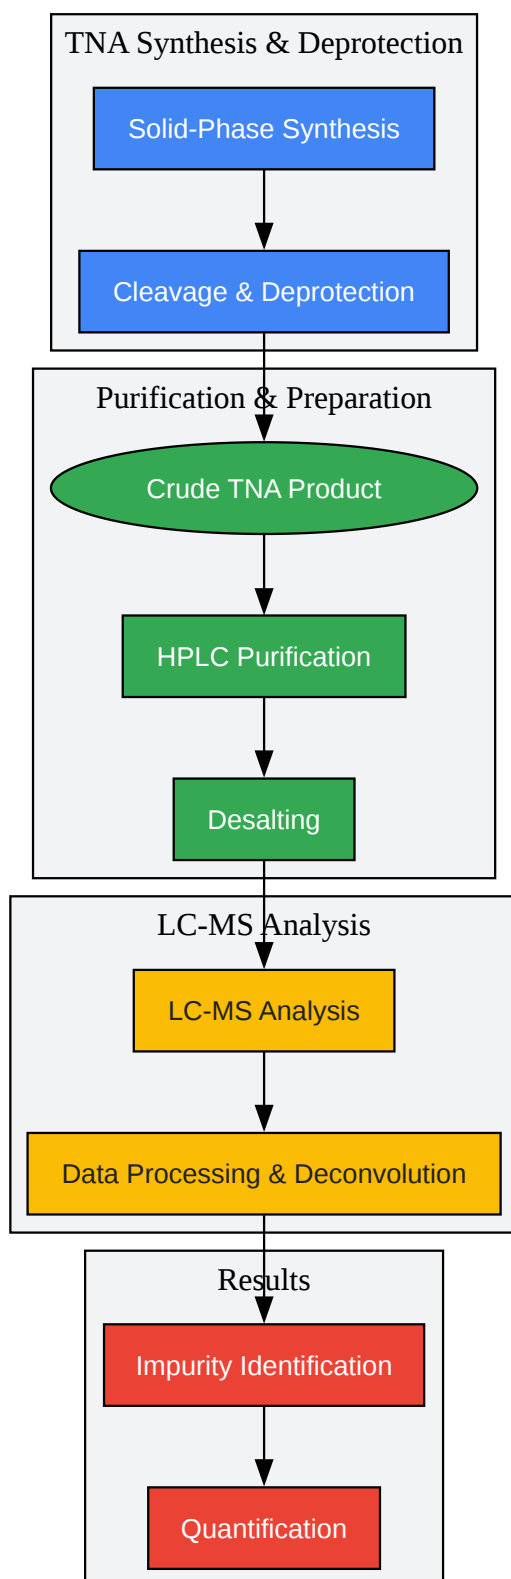 TNA Synthesis & Deprotection
Solid-Phase Synthesis
Cleavage & Deprotection
Purification & Preparation
Crude TNA Product
HPLC Purification
Desalting
LC-MS Analysis
LC-MS Analysis
Data Processing & Deconvolution
Results
Impurity Identification
Quantification